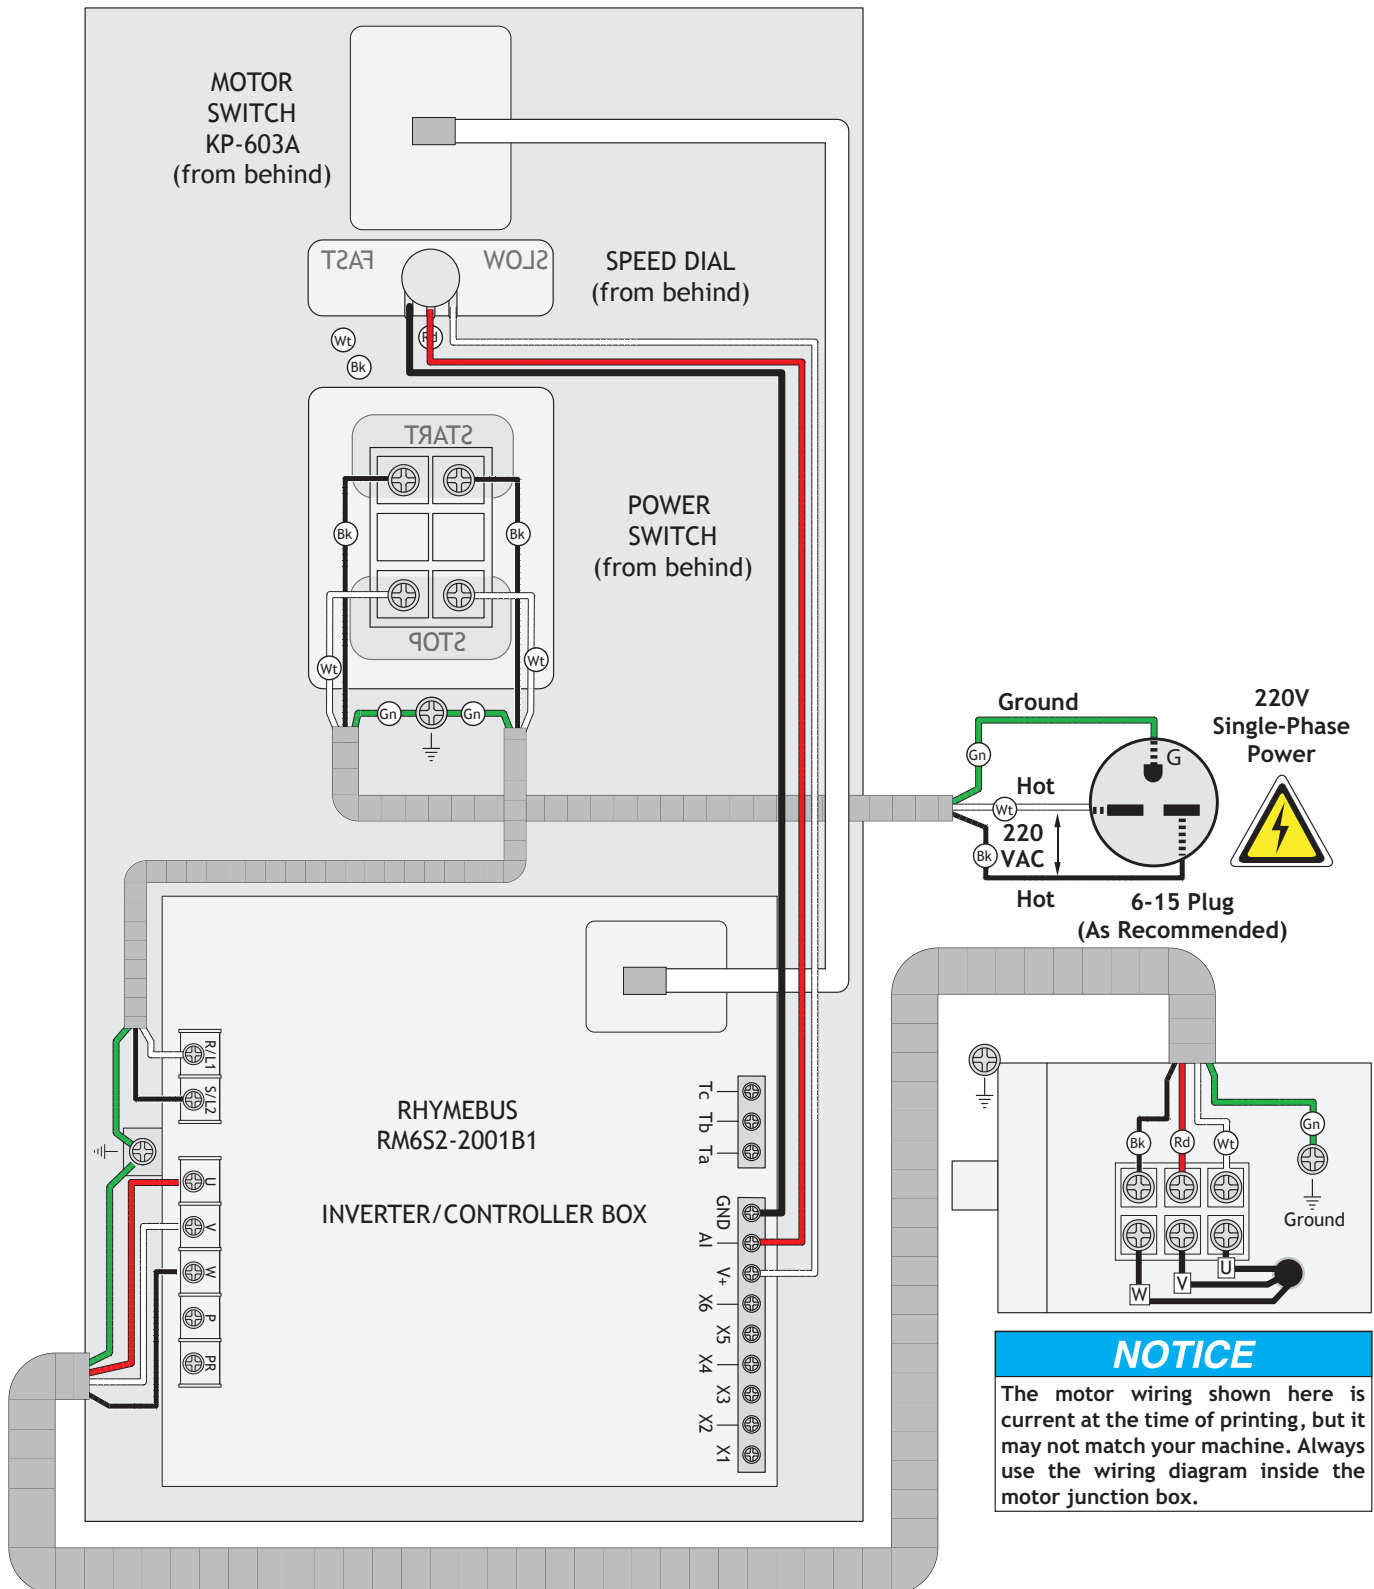 MOTOR
SWITCH
KP-603A
(from behind)
FAST
SLOW
SPEED DIAL
(from behind)
Wt
Rd
Bk
START
Bk
Bk
POWER
SWITCH
(from behind)
STOP
Wt
Wt
Gn
Gn
Ground
220V
Single-Phase
Power
Gn
G
Hot
Wt
220
VAC
Bk
Hot
6-15 Plug
(As Recommended)
R/L1
S/L2
U
V
W
P
PR
RHYMEBUS
RM6S2-2001B1
INVERTER/CONTROLLER BOX
Tc
Tb
Ta
GND
AI
V+
X6
X5
X4
X3
X2
X1
Bk
Rd
Wt
Gn
Ground
U
V
W
NOTICE
The motor wiring shown here is
current at the time of printing, but it
may not match your machine. Always
use the wiring diagram inside the
motor junction box.